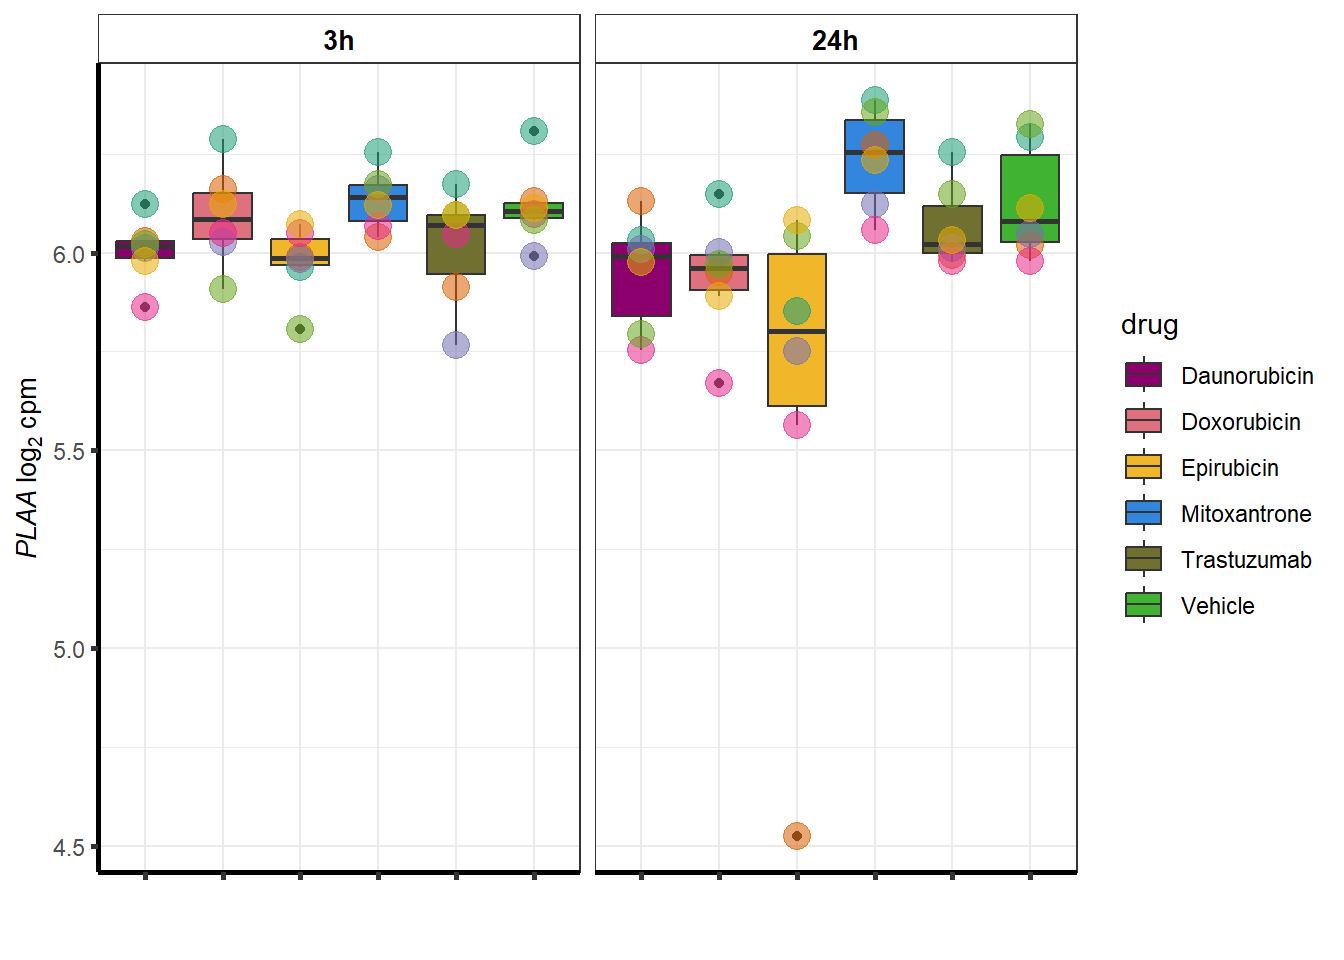 3h
24h
6.0
5.5
5.0
4.5
PLAA log₂ cpm
drug
Daunorubicin
Doxorubicin
Epirubicin
Mitoxantrone
Trastuzumab
Vehicle